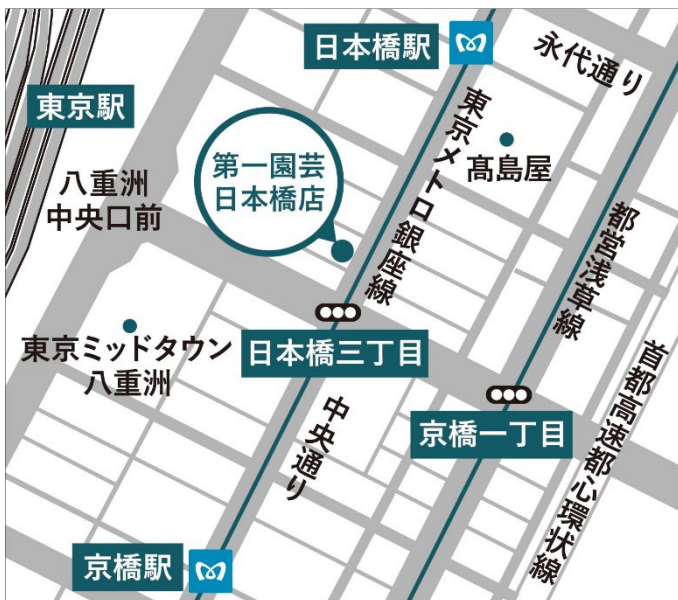 日本橋駅
永代通り
東京駅
東京メトロ銀座線
第一園芸
日本橋店
髙島屋
八重洲
中央口前
都営浅草線
東京ミッドタウン
八重洲
日本橋三丁目
首都高速都心環状線
中央通り
京橋一丁目
京橋駅